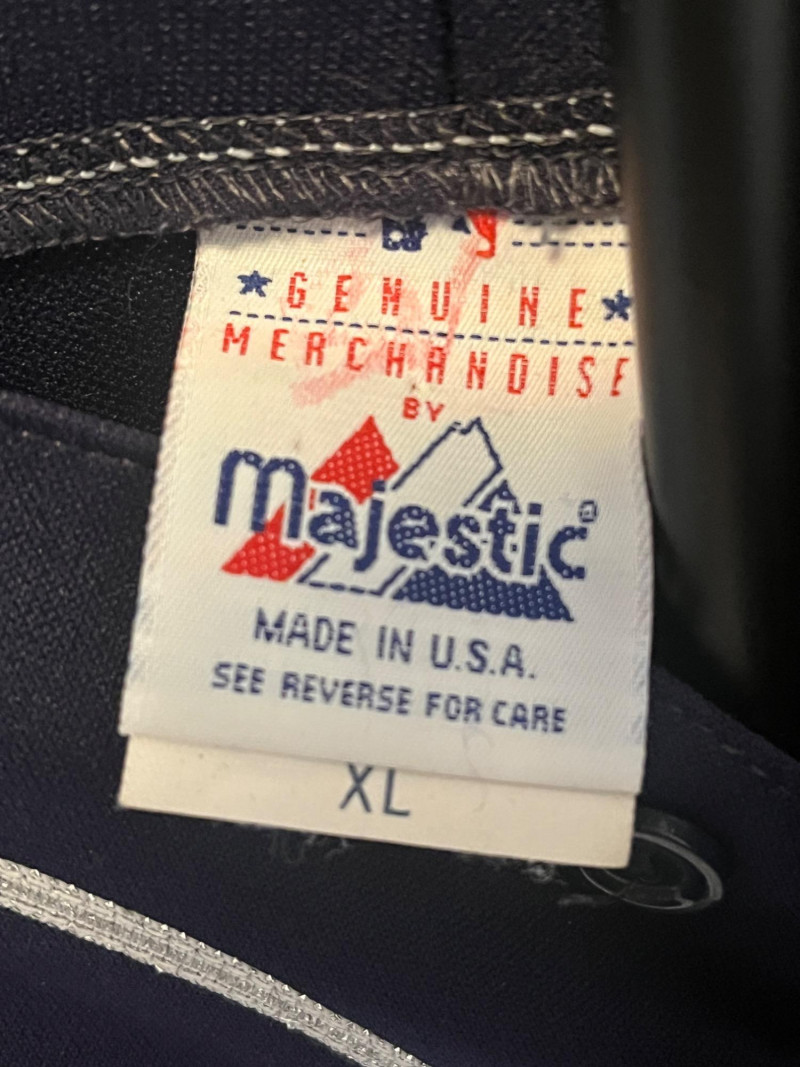 ★ GENUINE ★
MERCHANDISE
BY
Majestic®
MADE IN U.S.A.
SEE REVERSE FOR CARE
XL